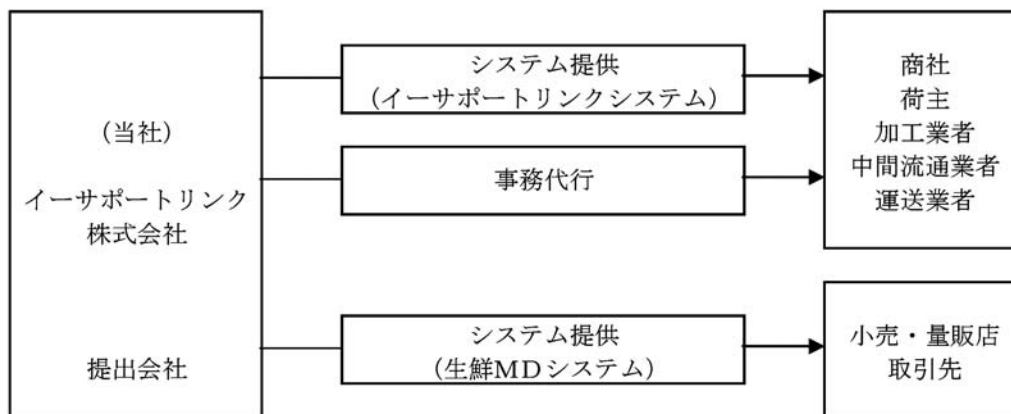 (当社)
イーサポートリンク
株式会社
提出会社
システム提供
(イーサポートリンクシステム)
事務代行
システム提供
(生鮮MDシステム)
商社
荷主
加工業者
中間流通業者
運送業者
小売・量販店
取引先